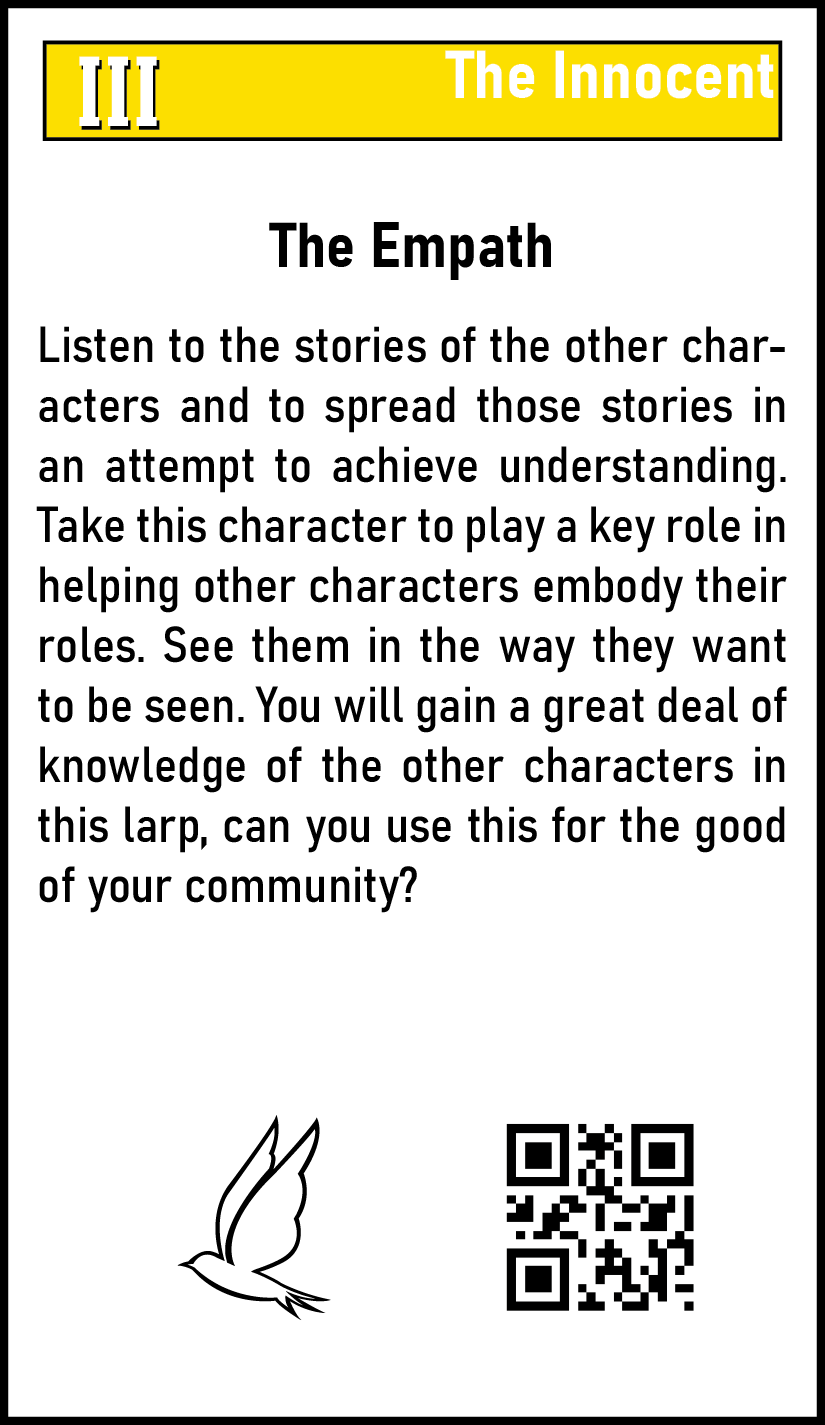 III
The Innocent
The Empath
Listen to the stories of the other char-
acters and to spread those stories in
an attempt to achieve understanding.
Take this character to play a key role in
helping other characters embody their
roles. See them in the way they want
to be seen. You will gain a great deal of
knowledge of the other characters in
this larp, can you use this for the good
of your community?